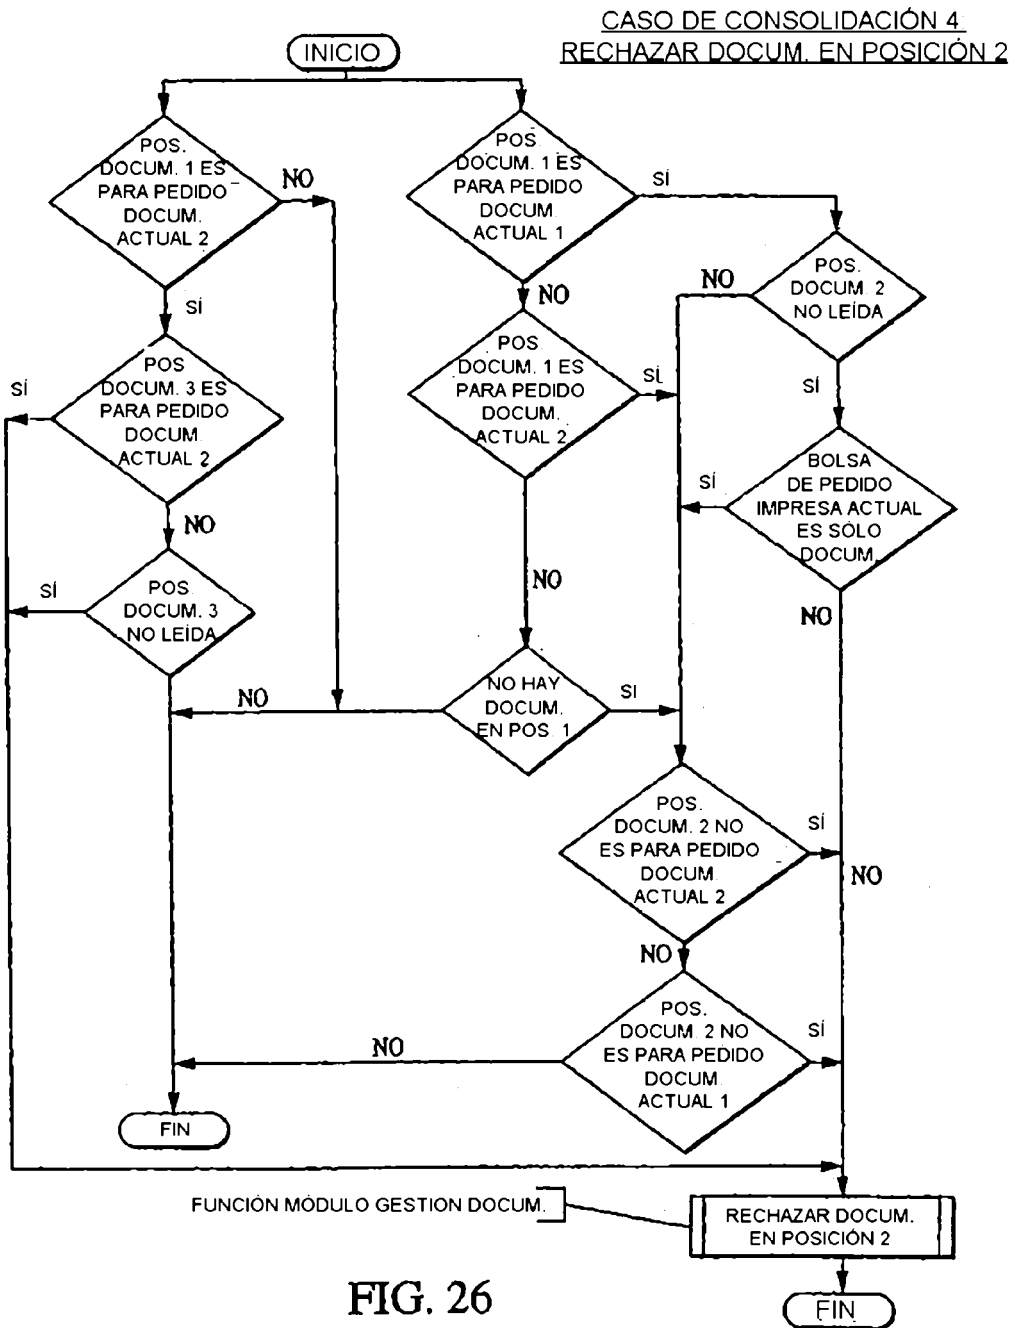 CASO DE CONSOLIDACIÓN 4
RECHAZAR DOCUM. EN POSICIÓN 2
INICIO
POS.
DOCUM. 1 ES
PARA PEDIDO
DOCUM.
ACTUAL 2
NO
SÍ
POS
DOCUM. 3 ES
PARA PEDIDO
DOCUM
ACTUAL 2
SÍ
NO
POS
DOCUM. 3
NO LEÍDA
SÍ
POS.
DOCUM. 1 ES
PARA PEDIDO
DOCUM
ACTUAL 1
SÍ
NO
POS
DOCUM. 1 ES
PARA PEDIDO
DOCUM.
ACTUAL 2
SÍ
NO
NO HAY
DOCUM.
EN POS. 1
NO
SI
POS.
DOCUM. 2
NO LEÍDA
NO
SÍ
BOLSA
DE PEDIDO
IMPRESA ACTUAL
ES SÓLO
DOCUM.
SÍ
NO
POS.
DOCUM. 2 NO
ES PARA PEDIDO
DOCUM
ACTUAL 2
SÍ
NO
NO
POS.
DOCUM. 2 NO
ES PARA PEDIDO
DOCUM
ACTUAL 1
SÍ
NO
FIN
FUNCIÓN MÓDULO GESTION DOCUM.
RECHAZAR DOCUM.
EN POSICIÓN 2
FIN
FIG. 26